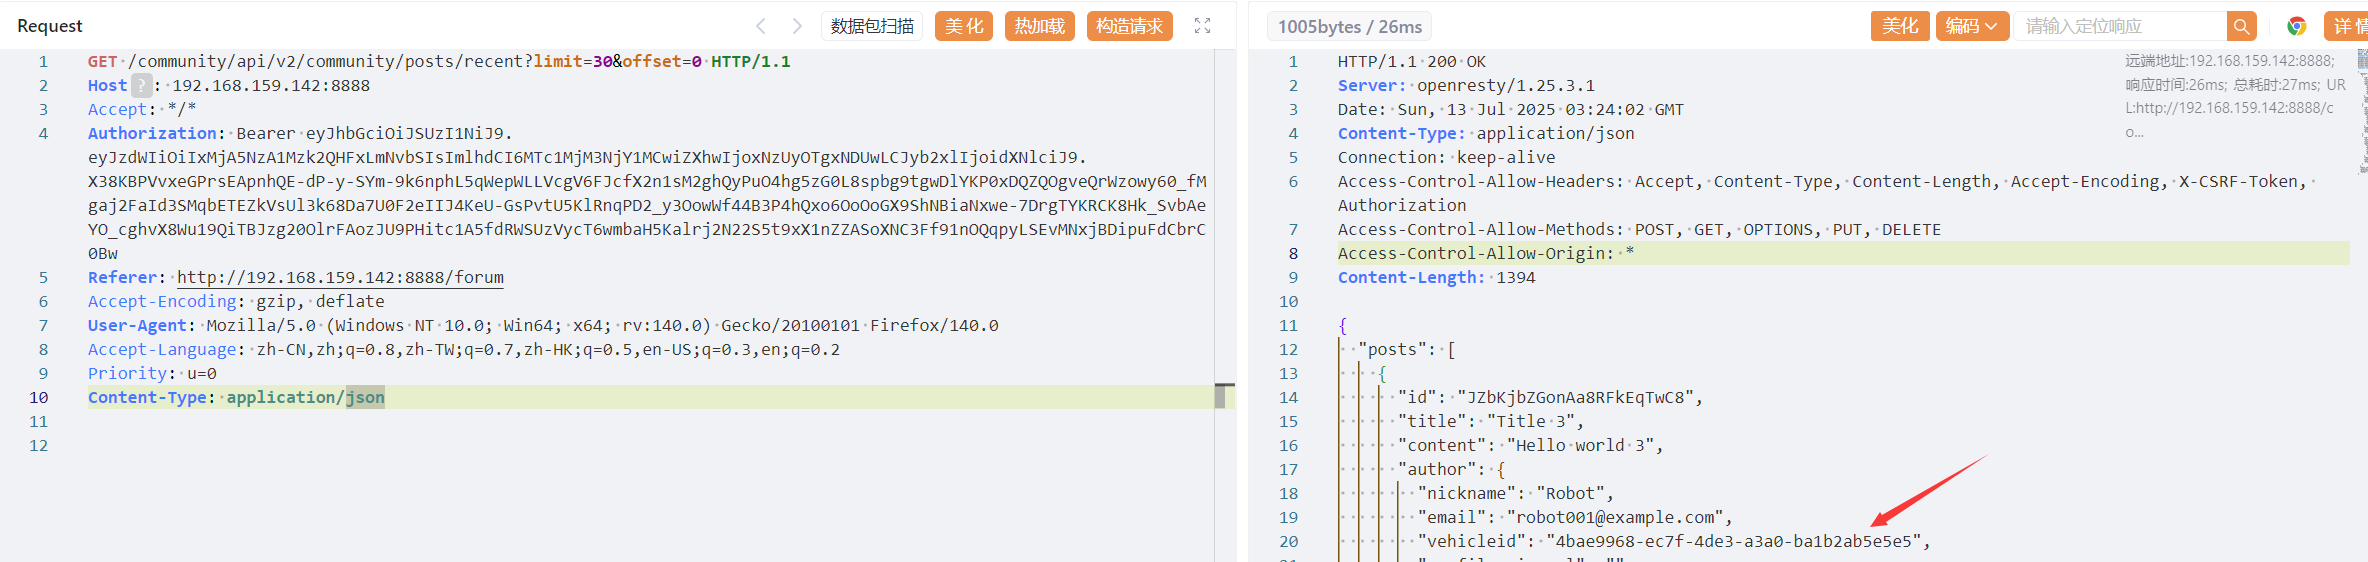 Request
数据包扫描
美 化
热加载
构造请求
1 GET /community/api/v2/community/posts/recent?limit=30&offset=0 HTTP/1.1
2 Host ? : 192.168.159.142:8888
3 Accept: */*
4 Authorization: Bearer eyJhbGciOiJSUzI1NiJ9.
eyJzdWIiOiIxMjA5NzA1Mzk2QHFxLmNvbSIsImlhdCI6MTc1MjM3NjY1MCwiZXhwIjoxNzUyOTgxNDUwLCJyb2xlIjoidXNlciJ9.
X38KBPVvxeGPrsEApnhQE-dP-y-SYm-9k6nphL5qWepWLLVcgV6FJcfX2n1sM2ghQyPuO4hg5zG0L8spbg9tgwDlYKP0xDQZQOgveQrWzowy60_fM
gaj2FaId3SMqbETEZkVsUl3k68Da7U0F2eIIJ4KeU-GsPvtU5KlRnqPD2_y3OowWf44B3P4hQxo6OoOoGX9ShNBiaNxwe-7DrgTYKRCK8Hk_SvbAe
YO_cghvX8Wu19QiTBJzg20OlrFAozJU9PHitc1A5fdRWSUzVycT6wmbaH5Kalrj2N22S5t9xX1nZZASoXNC3Ff91nOQqpyLSEvMNxjBDipuFdCbrC
0Bw
5 Referer: http://192.168.159.142:8888/forum
6 Accept-Encoding: gzip, deflate
7 User-Agent: Mozilla/5.0 (Windows NT 10.0; Win64; x64; rv:140.0) Gecko/20100101 Firefox/140.0
8 Accept-Language: zh-CN,zh;q=0.8,zh-TW;q=0.7,zh-HK;q=0.5,en-US;q=0.3,en;q=0.2
9 Priority: u=0
10 Content-Type: application/json
11
12
1005bytes / 26ms
美化
编码
请输入定位响应
详 情
远端地址:192.168.159.142:8888;
响应时间:26ms; 总耗时:27ms; UR
L:http://192.168.159.142:8888/c
o...
1 HTTP/1.1 200 OK
2 Server: openresty/1.25.3.1
3 Date: Sun, 13 Jul 2025 03:24:02 GMT
4 Content-Type: application/json
5 Connection: keep-alive
6 Access-Control-Allow-Headers: Accept, Content-Type, Content-Length, Accept-Encoding, X-CSRF-Token,
Authorization
7 Access-Control-Allow-Methods: POST, GET, OPTIONS, PUT, DELETE
8 Access-Control-Allow-Origin: *
9 Content-Length: 1394
10
11 {
12 "posts": [
13 {
14 "id": "JZbKjbZGonAa8RFkEqTwC8",
15 "title": "Title 3",
16 "content": "Hello world 3",
17 "author": {
18 "nickname": "Robot",
19 "email": "robot001@example.com",
20 "vehicleid": "4bae9968-ec7f-4de3-a3a0-ba1b2ab5e5e5",